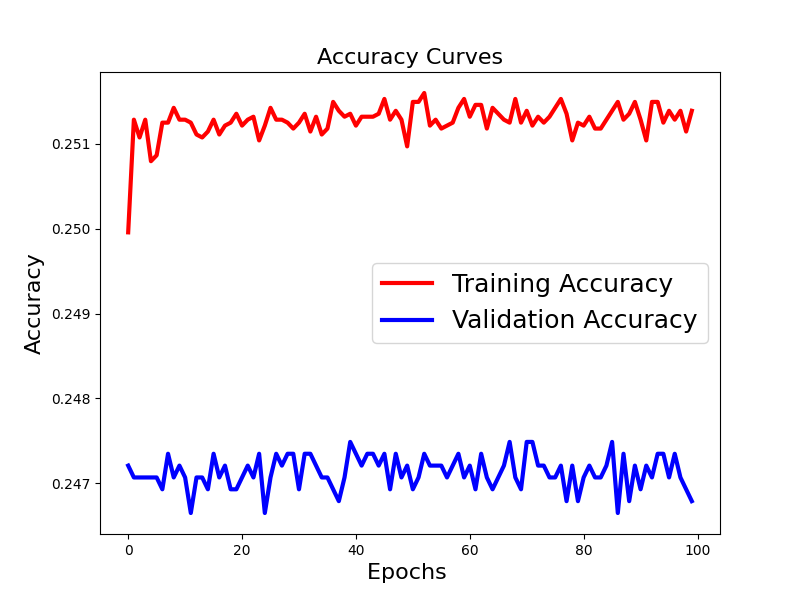 Accuracy Curves
0.251
0.250
0.249
0.248
0.247
Accuracy
Training Accuracy
Validation Accuracy
0 20 40 60 80 100
Epochs